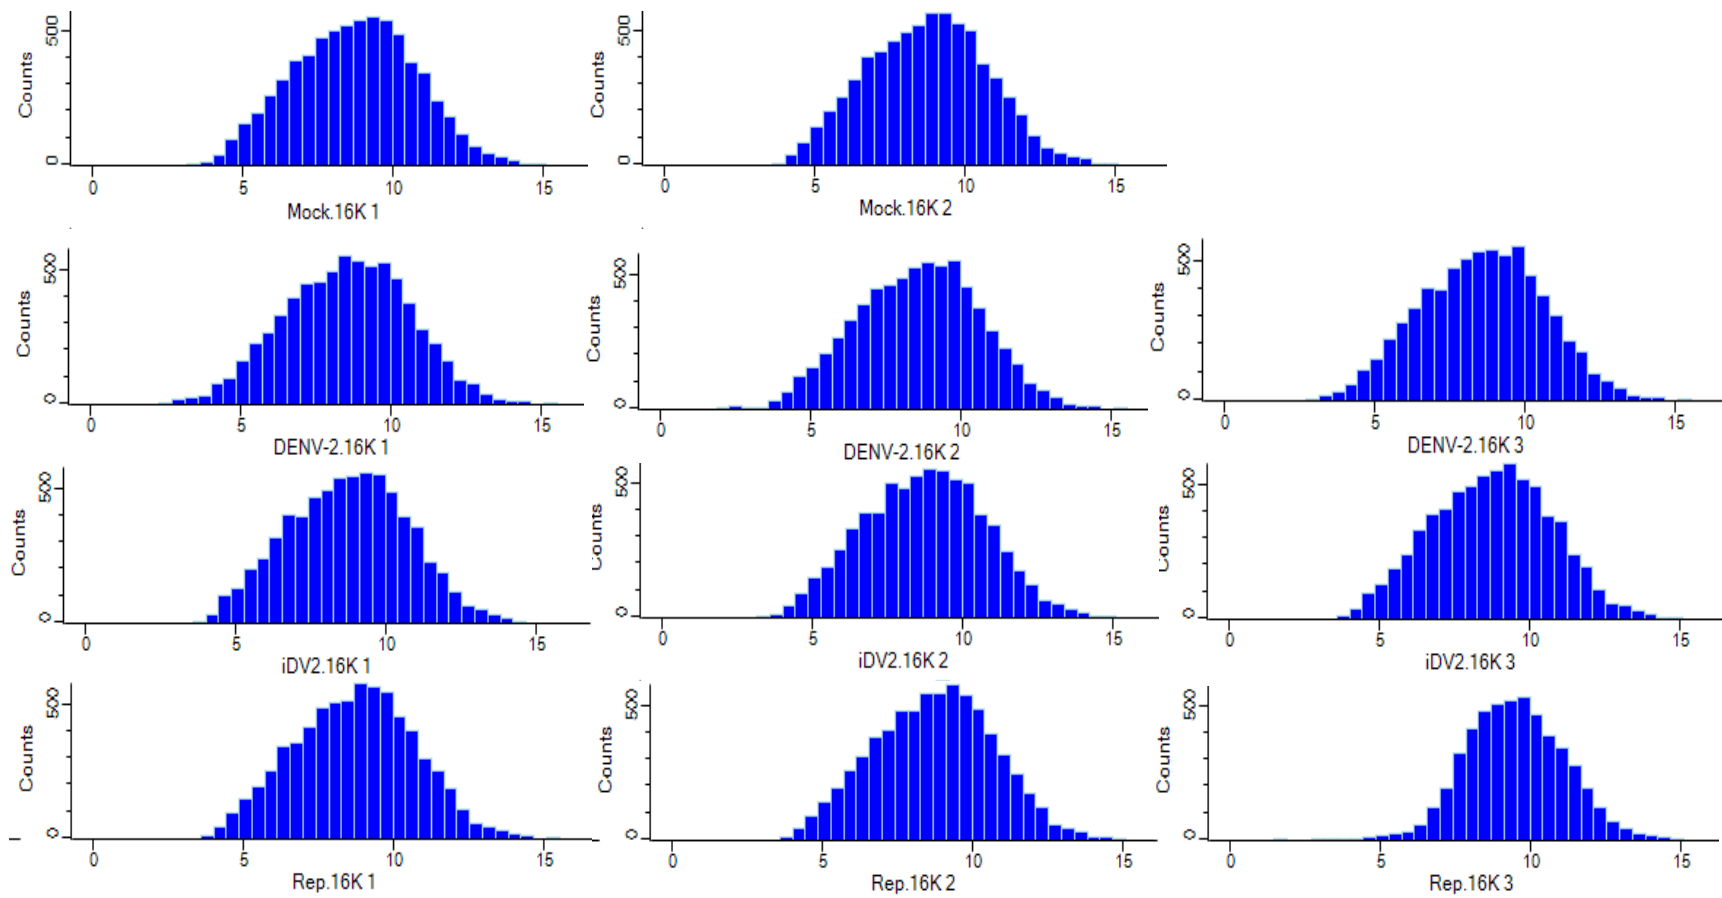 Counts
500
0
0 5 10 15
Mock.16K 1
Counts
500
0
0 5 10 15
Mock.16K 2
Counts
500
0
0 5 10 15
DENV-2.16K 1
Counts
500
0
0 5 10 15
DENV-2.16K 2
Counts
500
0
0 5 10 15
DENV-2.16K 3
Counts
500
0
0 5 10 15
iDV2.16K 1
Counts
500
0
0 5 10 15
iDV2.16K 2
Counts
500
0
0 5 10 15
iDV2.16K 3
Counts
500
0
0 5 10 15
Rep.16K 1
Counts
500
0
0 5 10 15
Rep.16K 2
Counts
500
0
0 5 10 15
Rep.16K 3